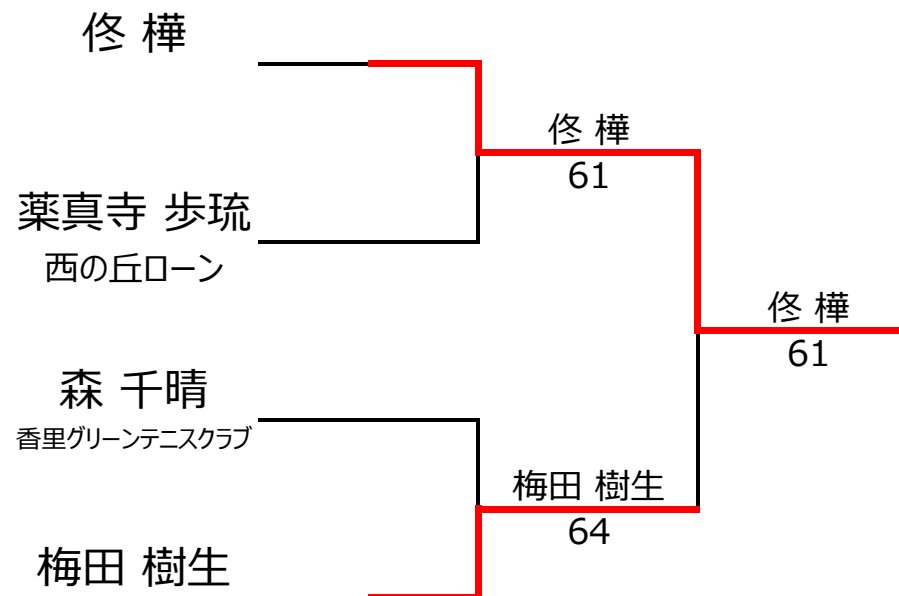 佟 樺
佟 樺
61
薬真寺 歩琉
西の丘ローン
佟 樺
61
森 千晴
香里グリーンテニスクラブ
梅田 樹生
64
梅田 樹生